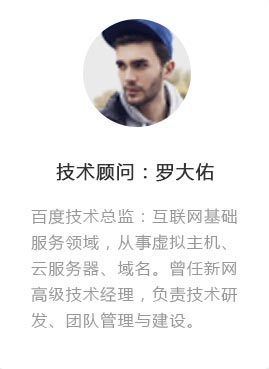 技术顾问：罗大佑
百度技术总监：互联网基础
服务领域，从事虚拟主机、
云服务器、域名。曾任新网
高级技术经理，负责技术研
发、团队管理与建设。